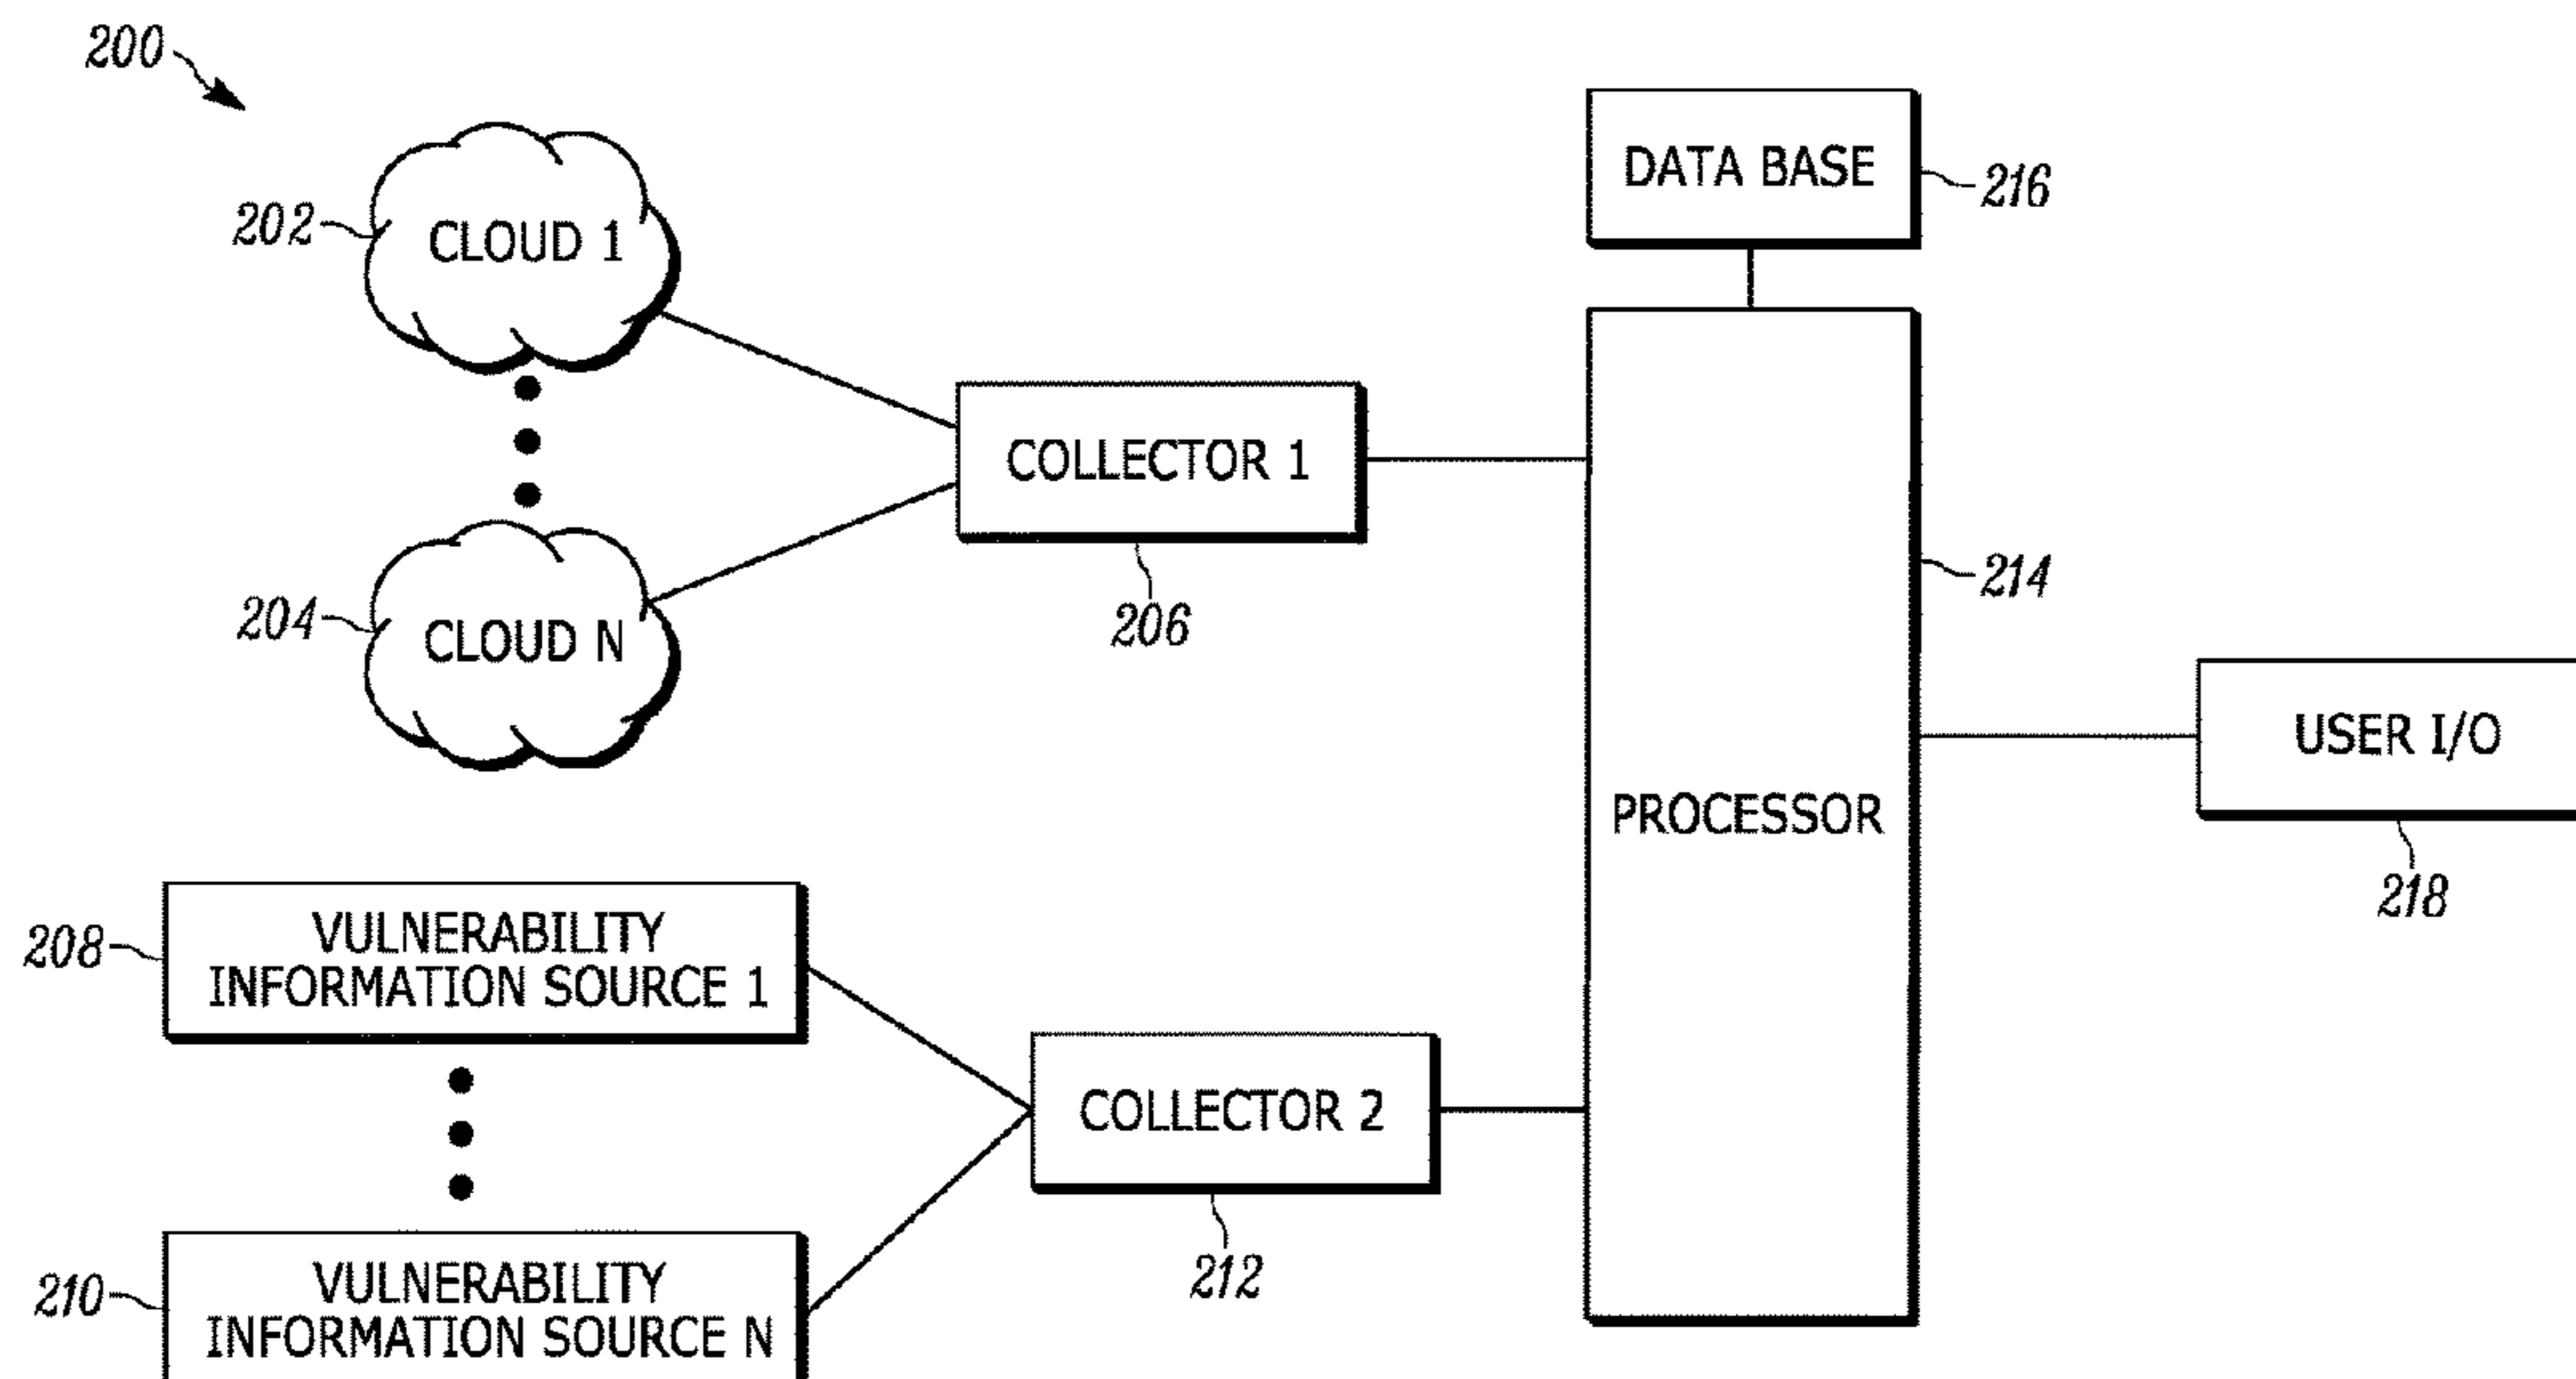 200
DATA BASE
216
202
CLOUD 1
COLLECTOR 1
206
204
CLOUD N
214
PROCESSOR
USER I/O
218
208
VULNERABILITY
INFORMATION SOURCE 1
COLLECTOR 2
212
210
VULNERABILITY
INFORMATION SOURCE N